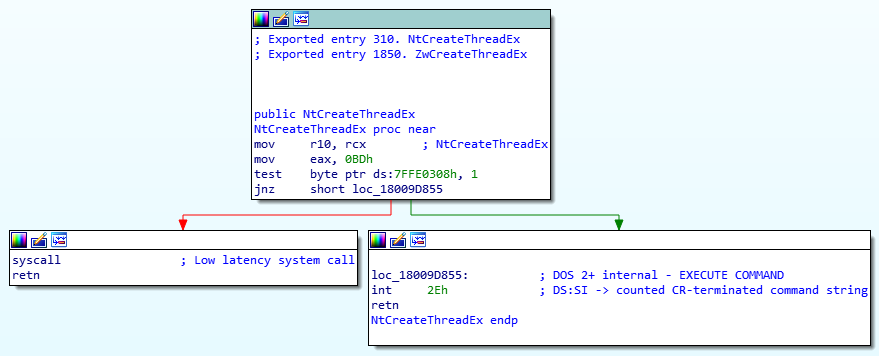 ; Exported entry 310. NtCreateThreadEx
; Exported entry 1850. ZwCreateThreadEx
public NtCreateThreadEx
NtCreateThreadEx proc near
mov     r10, rcx        ; NtCreateThreadEx
mov     eax, 0BDh
test    byte ptr ds:7FFE0308h, 1
jnz     short loc_18009D855
syscall                 ; Low latency system call
retn
loc_18009D855:          ; DOS 2+ internal - EXECUTE COMMAND
int     2Eh             ; DS:SI -> counted CR-terminated command string
retn
NtCreateThreadEx endp